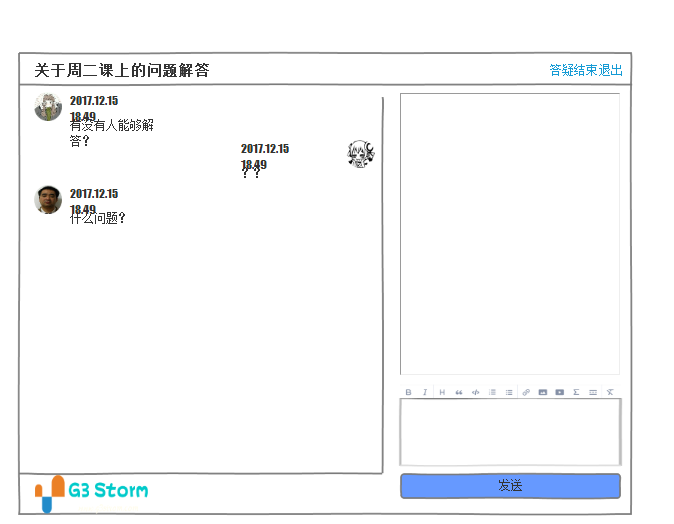 关于周二课上的问题解答
答疑结束退出
2017.12.15
18.49
有没有人能够解
答?
2017.12.15
18.49
? ?
2017.12.15
18.49
什么问题?
B I H
发送
G3 Storm